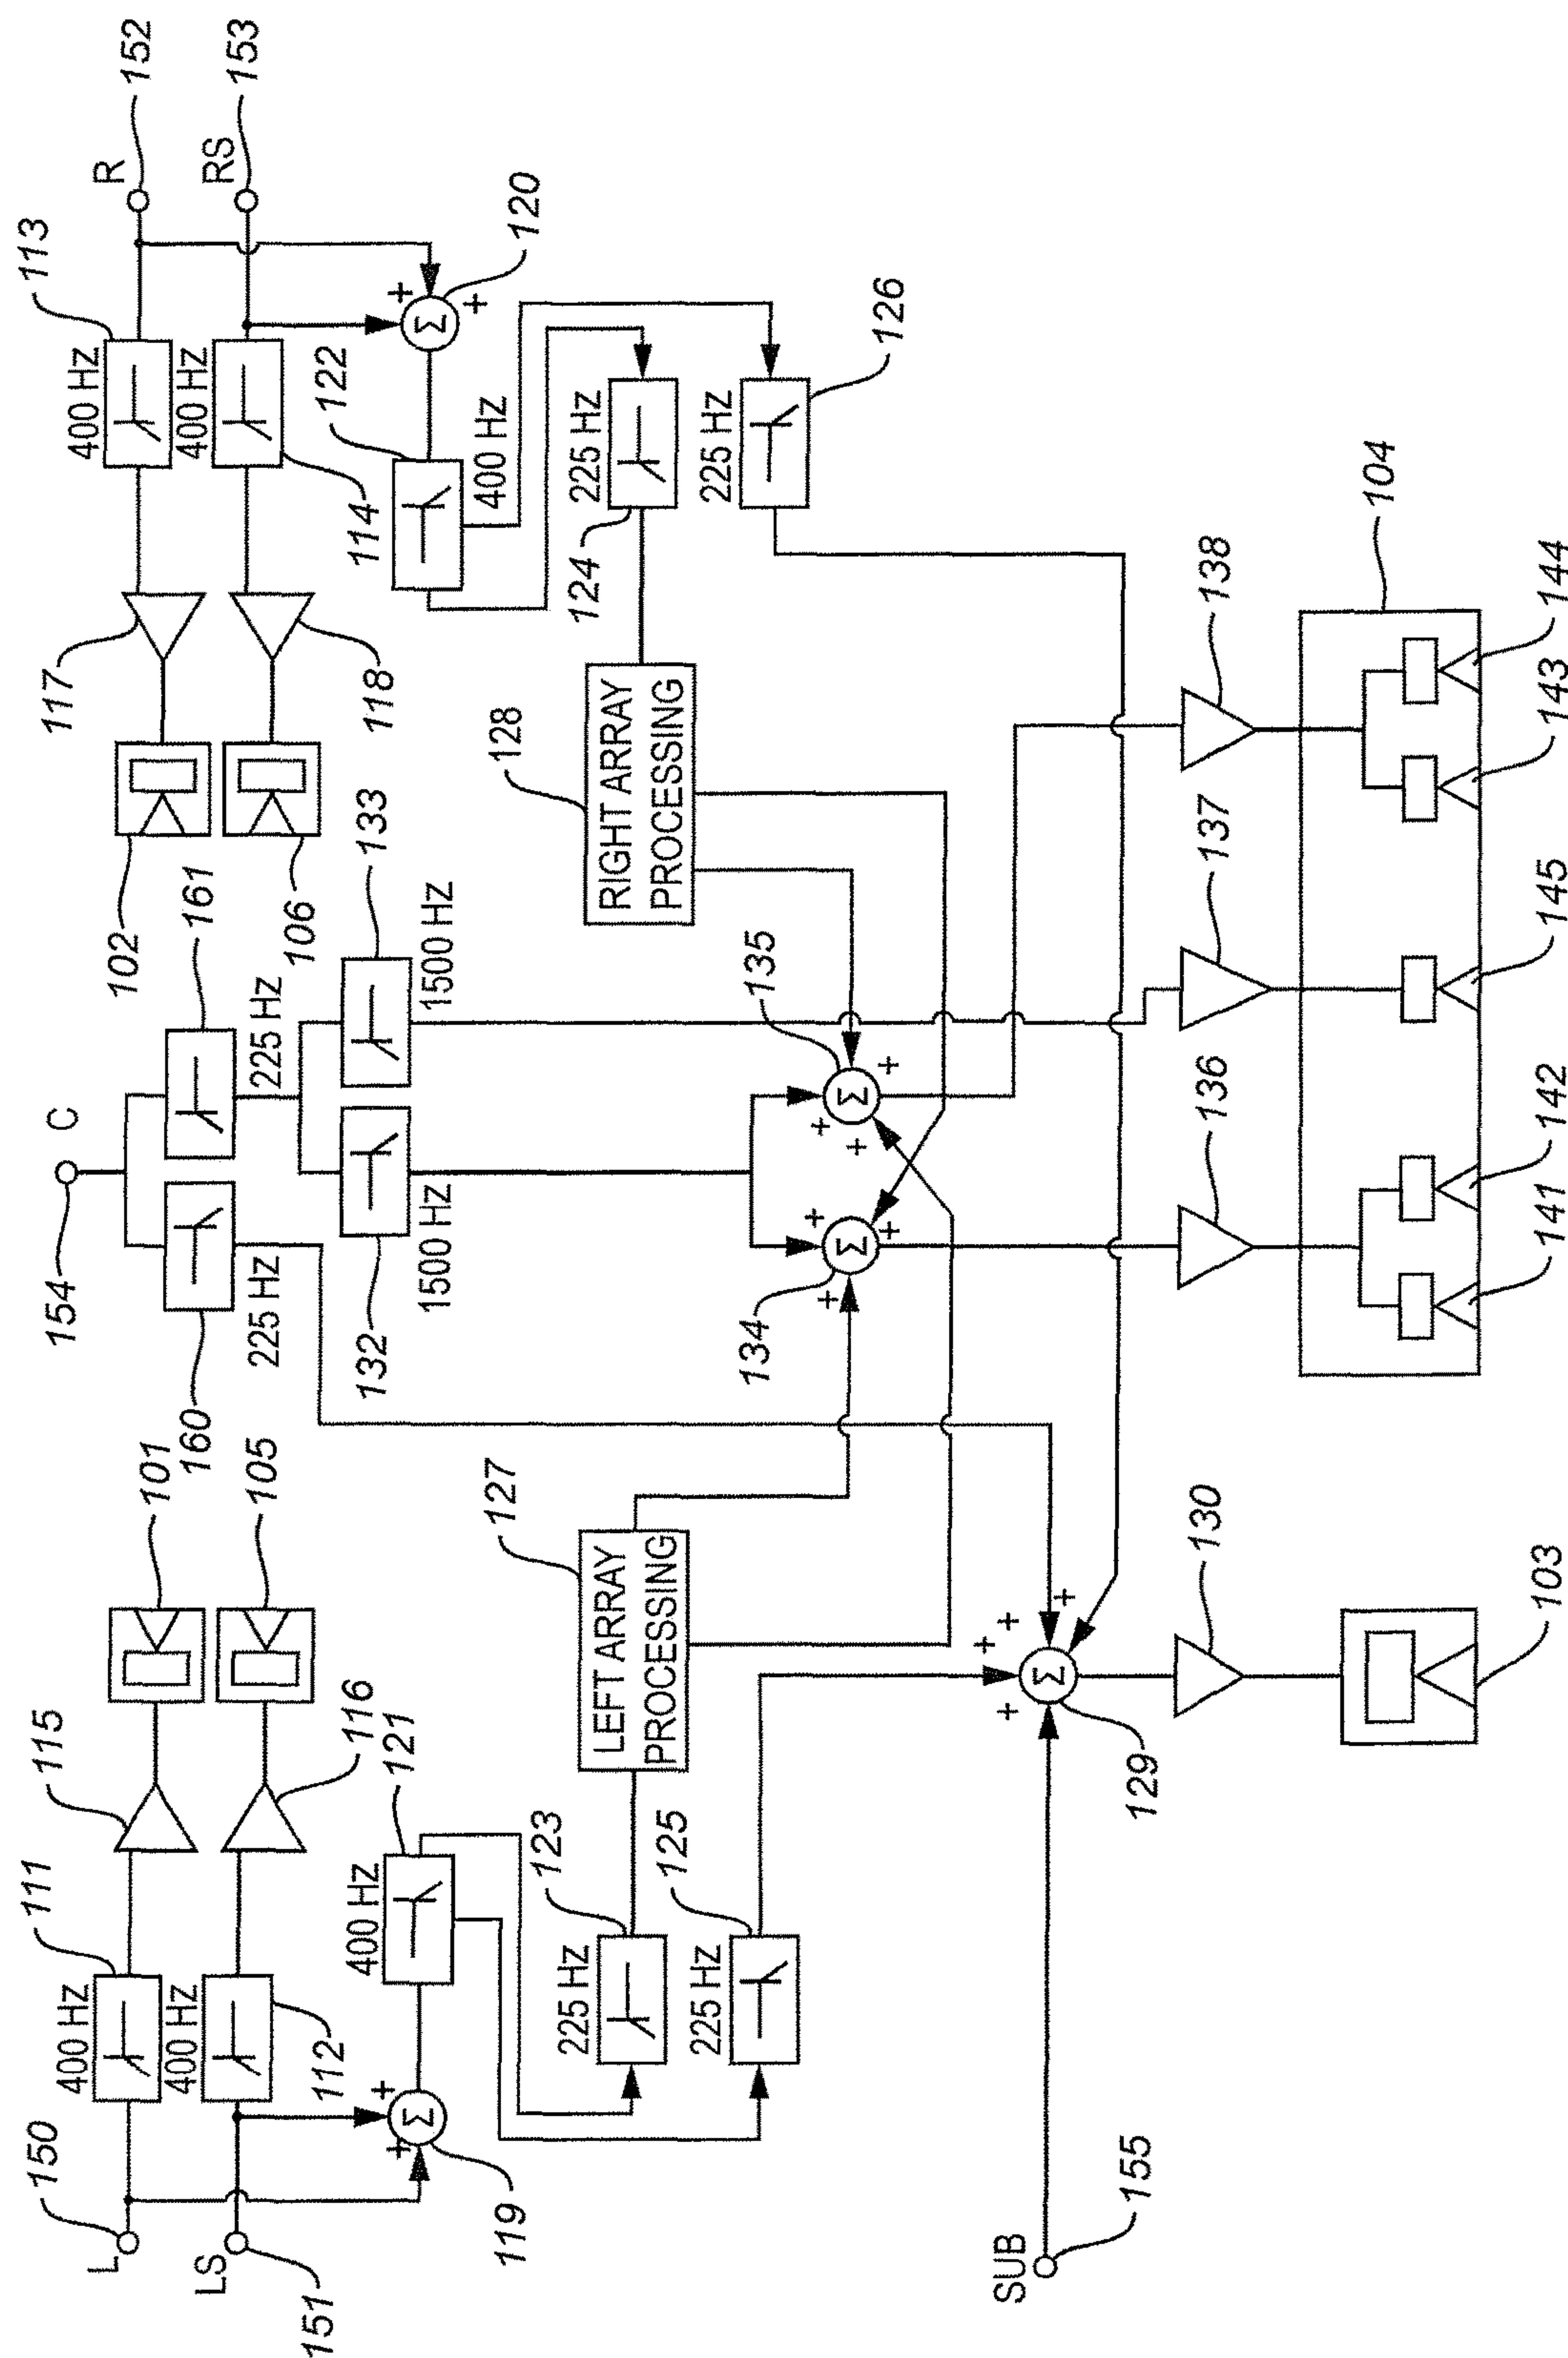 150
111
115
101
154
C
102
117
113
R
152
L
400 Hz
160
161
106
118
400 Hz
RS
153
LS
400 Hz
112
116
105
225 Hz
225 Hz
114
400 Hz
151
121
132
133
122
119
400 Hz
1500 Hz
1500 Hz
400 Hz
120
127
128
123
LEFT ARRAY
PROCESSING
RIGHT ARRAY
PROCESSING
124
225 Hz
225 Hz
125
134
135
225 Hz
225 Hz
126
+
+
Σ
+
+
Σ
+
+
+
Σ
+
+
+
Σ
SUB
155
+
+
+
+
Σ
129
130
136
137
138
104
103
141
142
145
143
144